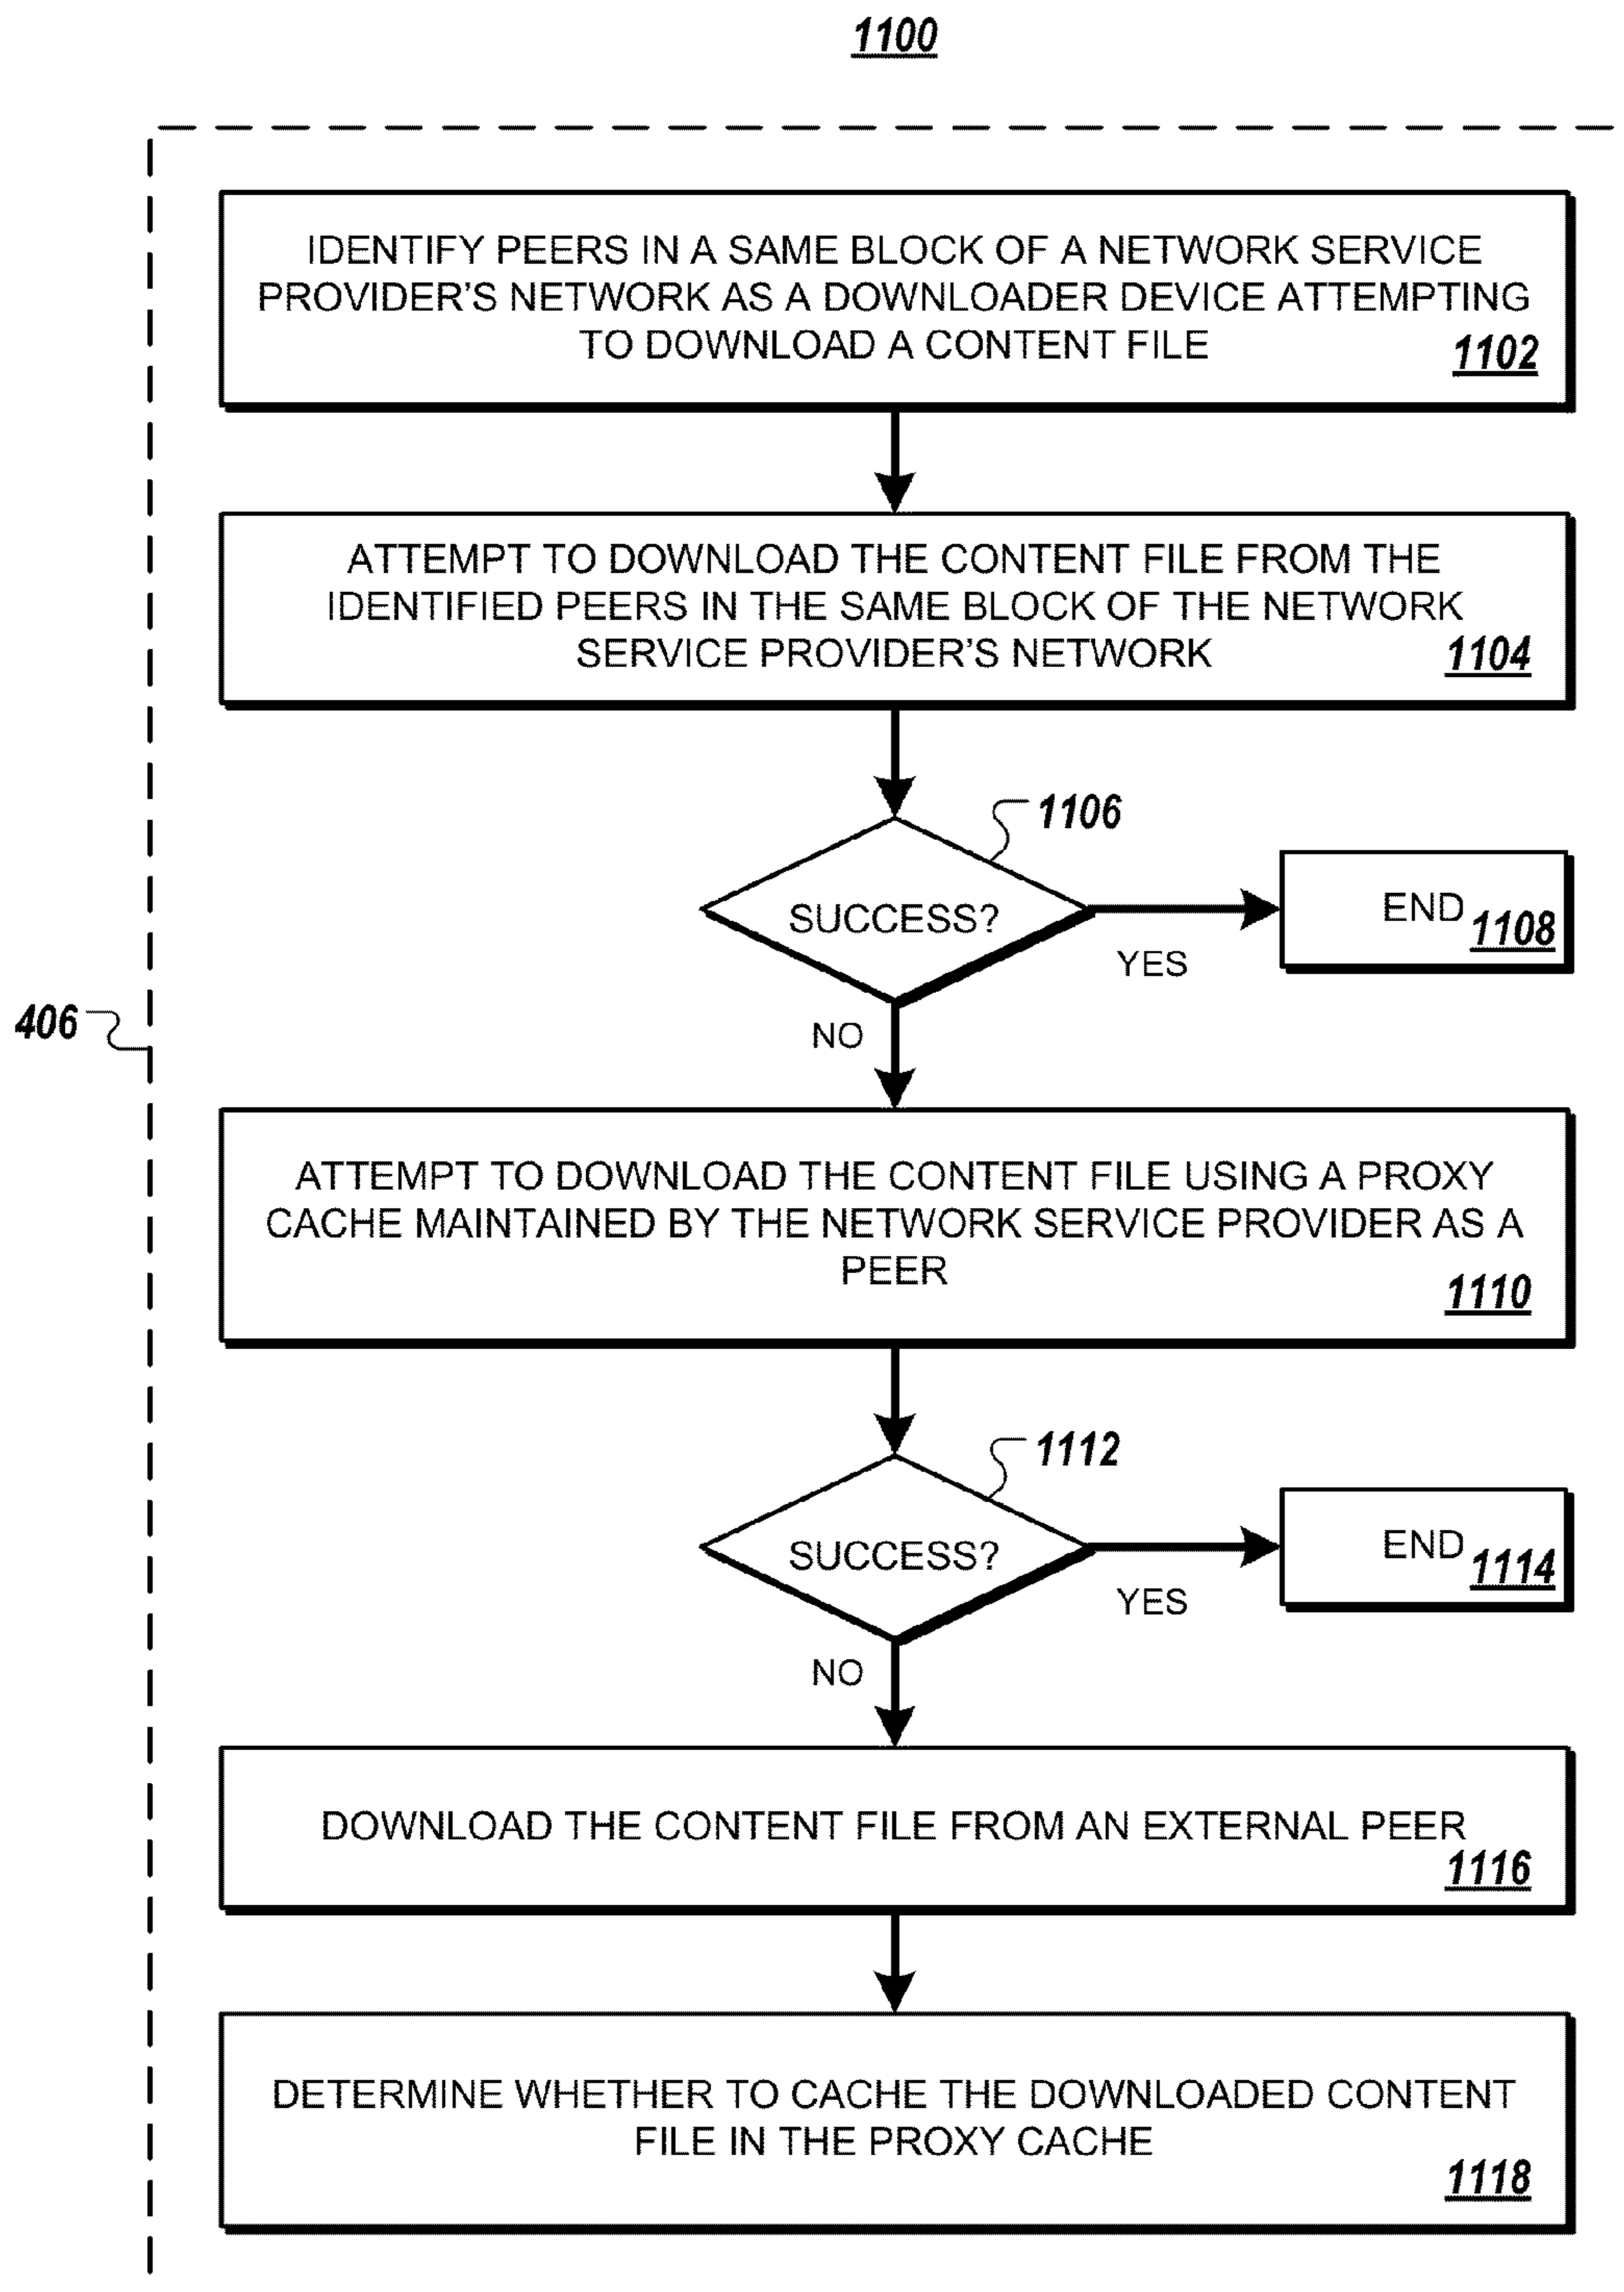 1100
IDENTIFY PEERS IN A SAME BLOCK OF A NETWORK SERVICE
PROVIDER'S NETWORK AS A DOWNLOADER DEVICE ATTEMPTING
TO DOWNLOAD A CONTENT FILE
1102
ATTEMPT TO DOWNLOAD THE CONTENT FILE FROM THE
IDENTIFIED PEERS IN THE SAME BLOCK OF THE NETWORK
SERVICE PROVIDER'S NETWORK
1104
1106
SUCCESS?
YES
END
1108
NO
406
ATTEMPT TO DOWNLOAD THE CONTENT FILE USING A PROXY
CACHE MAINTAINED BY THE NETWORK SERVICE PROVIDER AS A
PEER
1110
1112
SUCCESS?
YES
END
1114
NO
DOWNLOAD THE CONTENT FILE FROM AN EXTERNAL PEER
1116
DETERMINE WHETHER TO CACHE THE DOWNLOADED CONTENT
FILE IN THE PROXY CACHE
1118